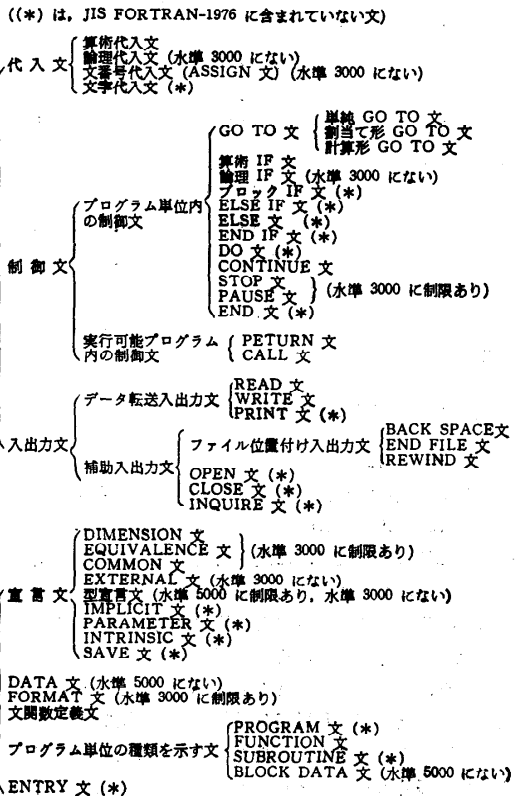 ((*) は，JIS FORTRAN-1976 に含まれていない文)
代入文
算術代入文
論理代入文 (水準 3000 にない)
文番号代入文 (ASSIGN 文) (水準 3000 にない)
文字代入文 (*)
制御文
プログラム単位内
の制御文
GO TO 文
単純 GO TO 文
割当て形 GO TO 文
計算形 GO TO 文
算術 IF 文
論理 IF 文 (水準 3000 にない)
ブロック IF 文 (*)
ELSE IF 文 (*)
ELSE 文 (*)
END IF 文 (*)
DO 文 (*)
CONTINUE 文
STOP 文
PAUSE 文
(水準 3000 に制限あり)
END 文 (*)
実行可能プログラム
内の制御文
PETURN 文
CALL 文
入出力文
データ転送入出力文
READ 文
WRITE 文
PRINT 文 (*)
補助入出力文
ファイル位置付け入出力文
BACK SPACE文
END FILE 文
REWIND 文
OPEN 文 (*)
CLOSE 文 (*)
INQUIRE 文 (*)
宣言文
DIMENSION 文
EQUIVALENCE 文
COMMON 文
(水準 3000 に制限あり)
EXTERNAL 文 (水準 3000 にない)
型宣言文 (水準 5000 に制限あり，水準 3000 にない)
IMPLICIT 文 (*)
PARAMETER 文 (*)
INTRINSIC 文 (*)
SAVE 文 (*)
DATA 文 (水準 5000 にない)
FORMAT 文 (水準 3000 に制限あり)
文関数定義文
プログラム単位の種類を示す文
PROGRAM 文 (*)
FUNCTION 文
SUBROUTINE 文 (*)
BLOCK DATA 文 (水準 5000 にない)
ENTRY 文 (*)